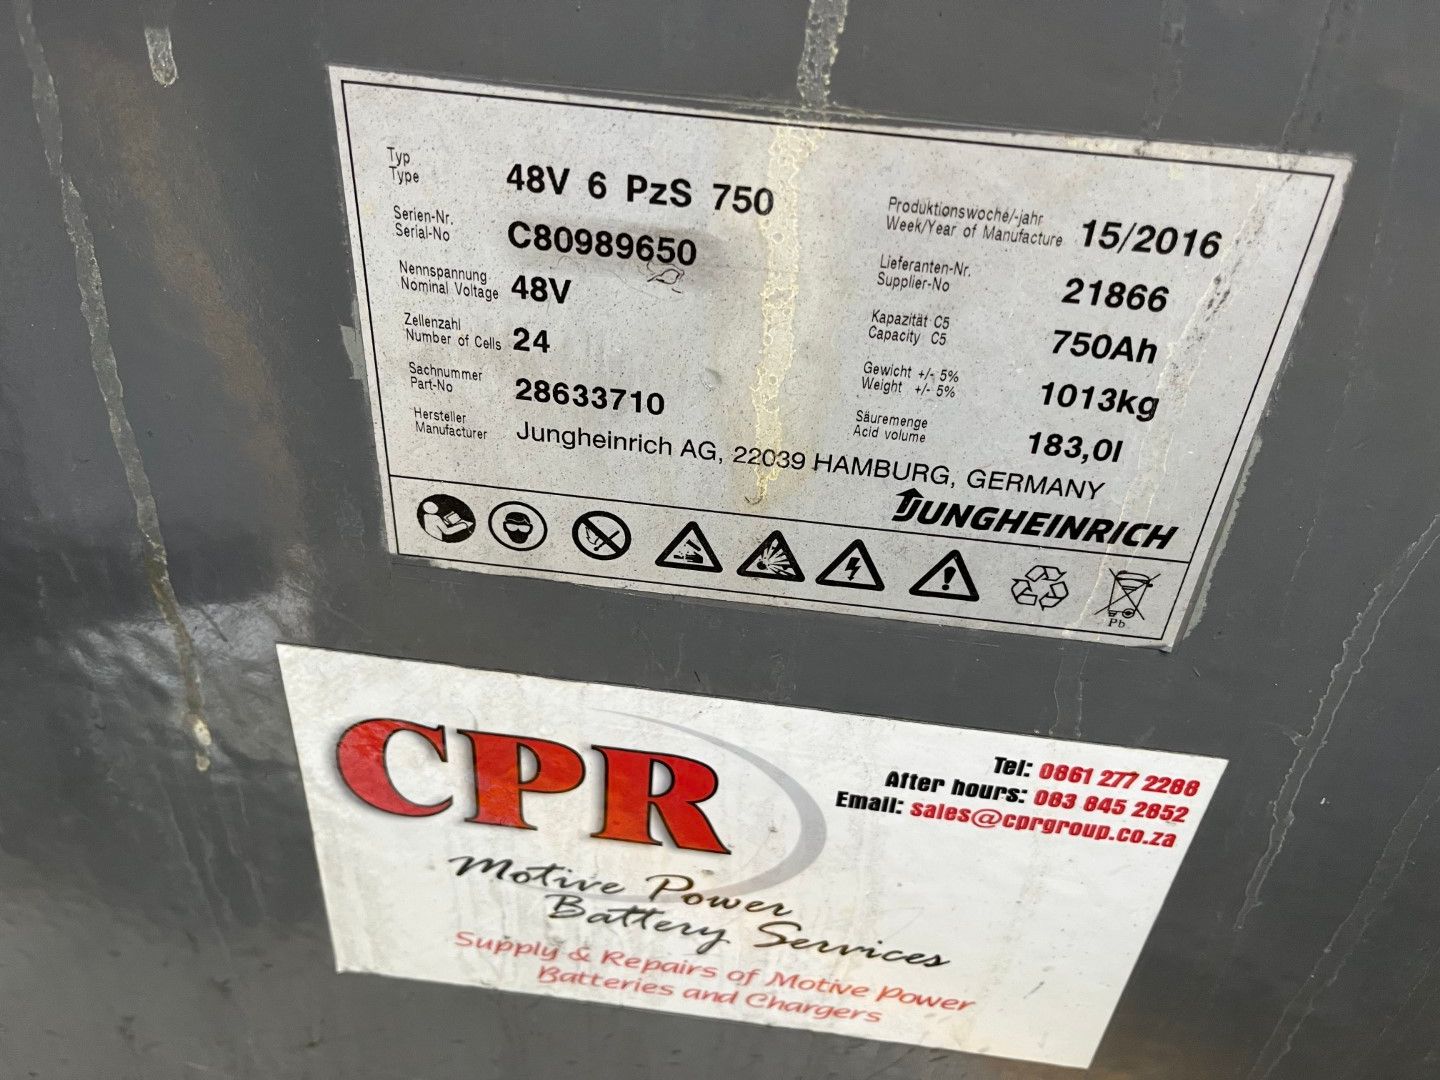 Typ
Type
48V 6 PzS 750
Serien-Nr.
Serial-No
C80989650
Nennspannung
Nominal Voltage
48V
Zellenzahl
Number of Cells
24
Sachnummer
Part-No
28633710
Hersteller
Manufacturer
Jungheinrich AG, 22039 HAMBURG, GERMANY
Produktionswoche/-jahr
Week/Year of Manufacture
15/2016
Lieferanten-Nr.
Supplier-No
21866
Kapazität C5
Capacity C5
750Ah
Gewicht +/- 5%
Weight +/- 5%
1013kg
Säuremenge
Acid volume
183,0l
JUNGHEINRICH
Pb
CPR
Motive Power
Battery Services
Supply & Repairs of Motive Power
Batteries and Chargers
Tel: 0861 277 2288
After hours: 083 845 2852
Email: sales@cprgroup.co.za